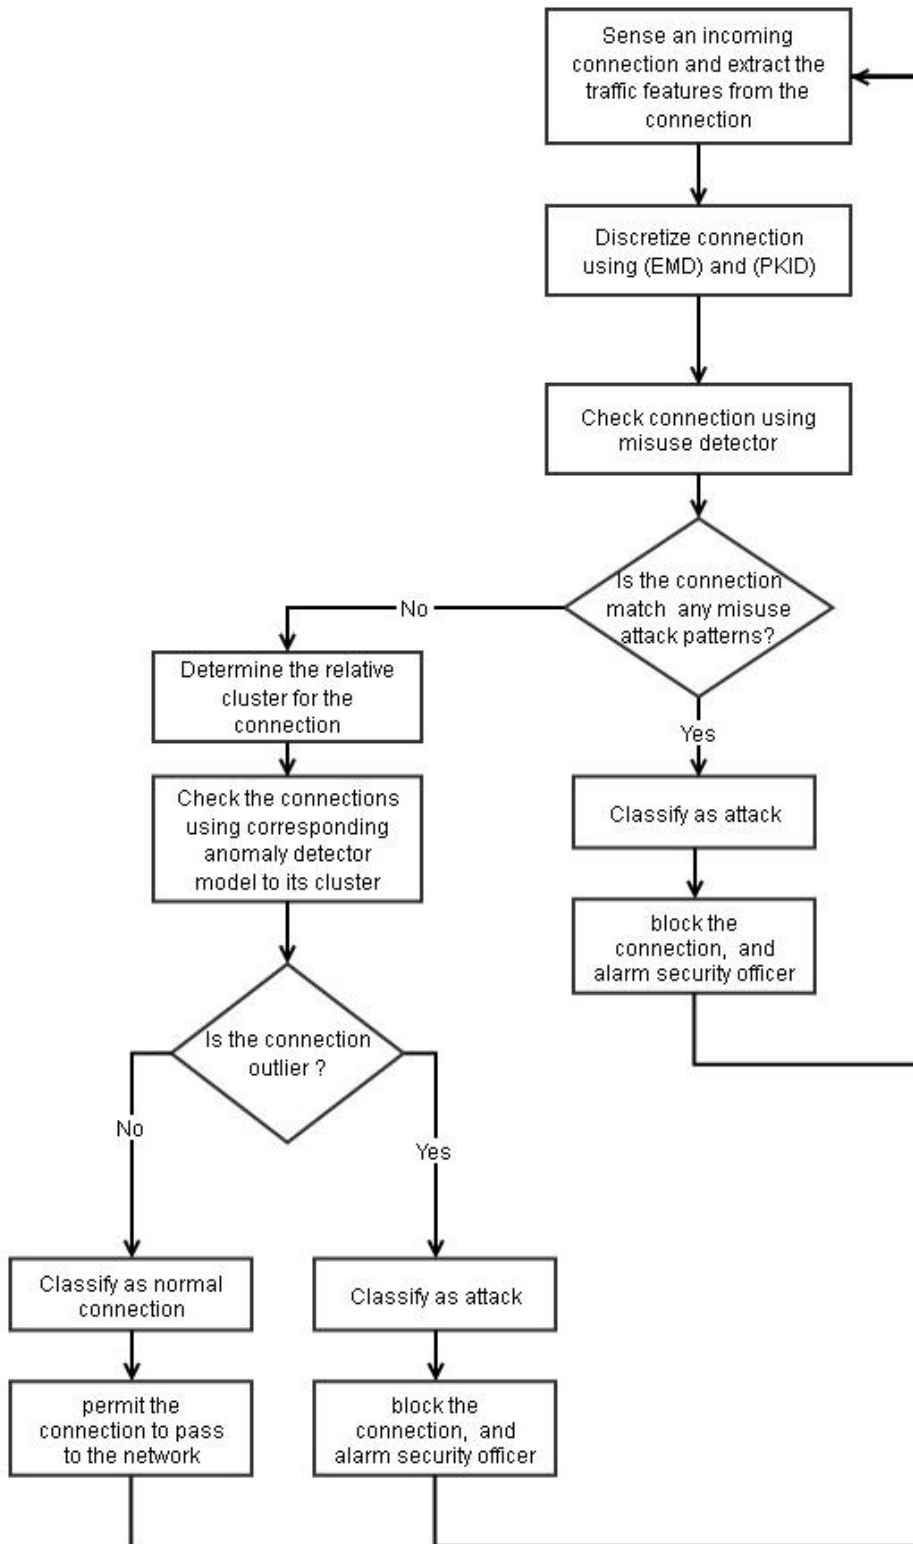 Sense an incoming
connection and extract the
traffic features from the
connection
Discretize connection
using (EMD) and (PKID)
Check connection using
misuse detector
Is the connection
match any misuse
attack patterns?
No
Yes
Determine the relative
cluster for the
connection
Check the connections
using corresponding
anomaly detector
model to its cluster
Classify as attack
block the
connection, and
alarm security officer
Is the connection
outlier ?
No
Yes
Classify as normal
connection
Classify as attack
permit the
connection to pass
to the network
block the
connection, and
alarm security officer